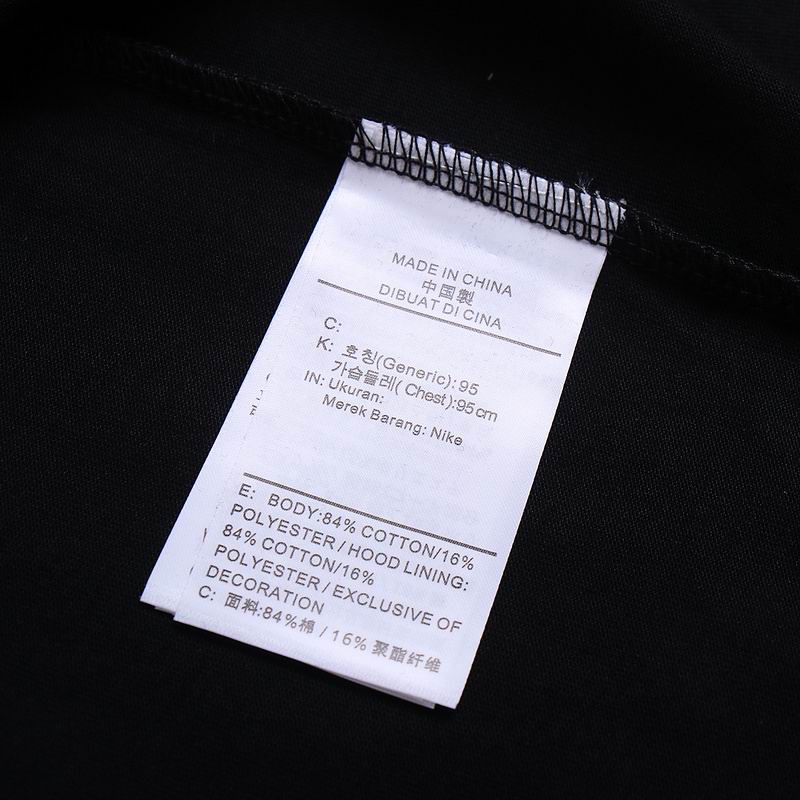 MADE IN CHINA
中国製
DIBUAT DI CINA
C:
K: 호칭(Generic): 95
가슴둘레( Chest):95cm
IN: Ukuran:
Merek Barang: Nike
E: BODY:84% COTTON/16%
POLYESTER / HOOD LINING:
84% COTTON/16%
POLYESTER / EXCLUSIVE OF
DECORATION
C: 面料:84%棉 / 16% 聚酯纤维